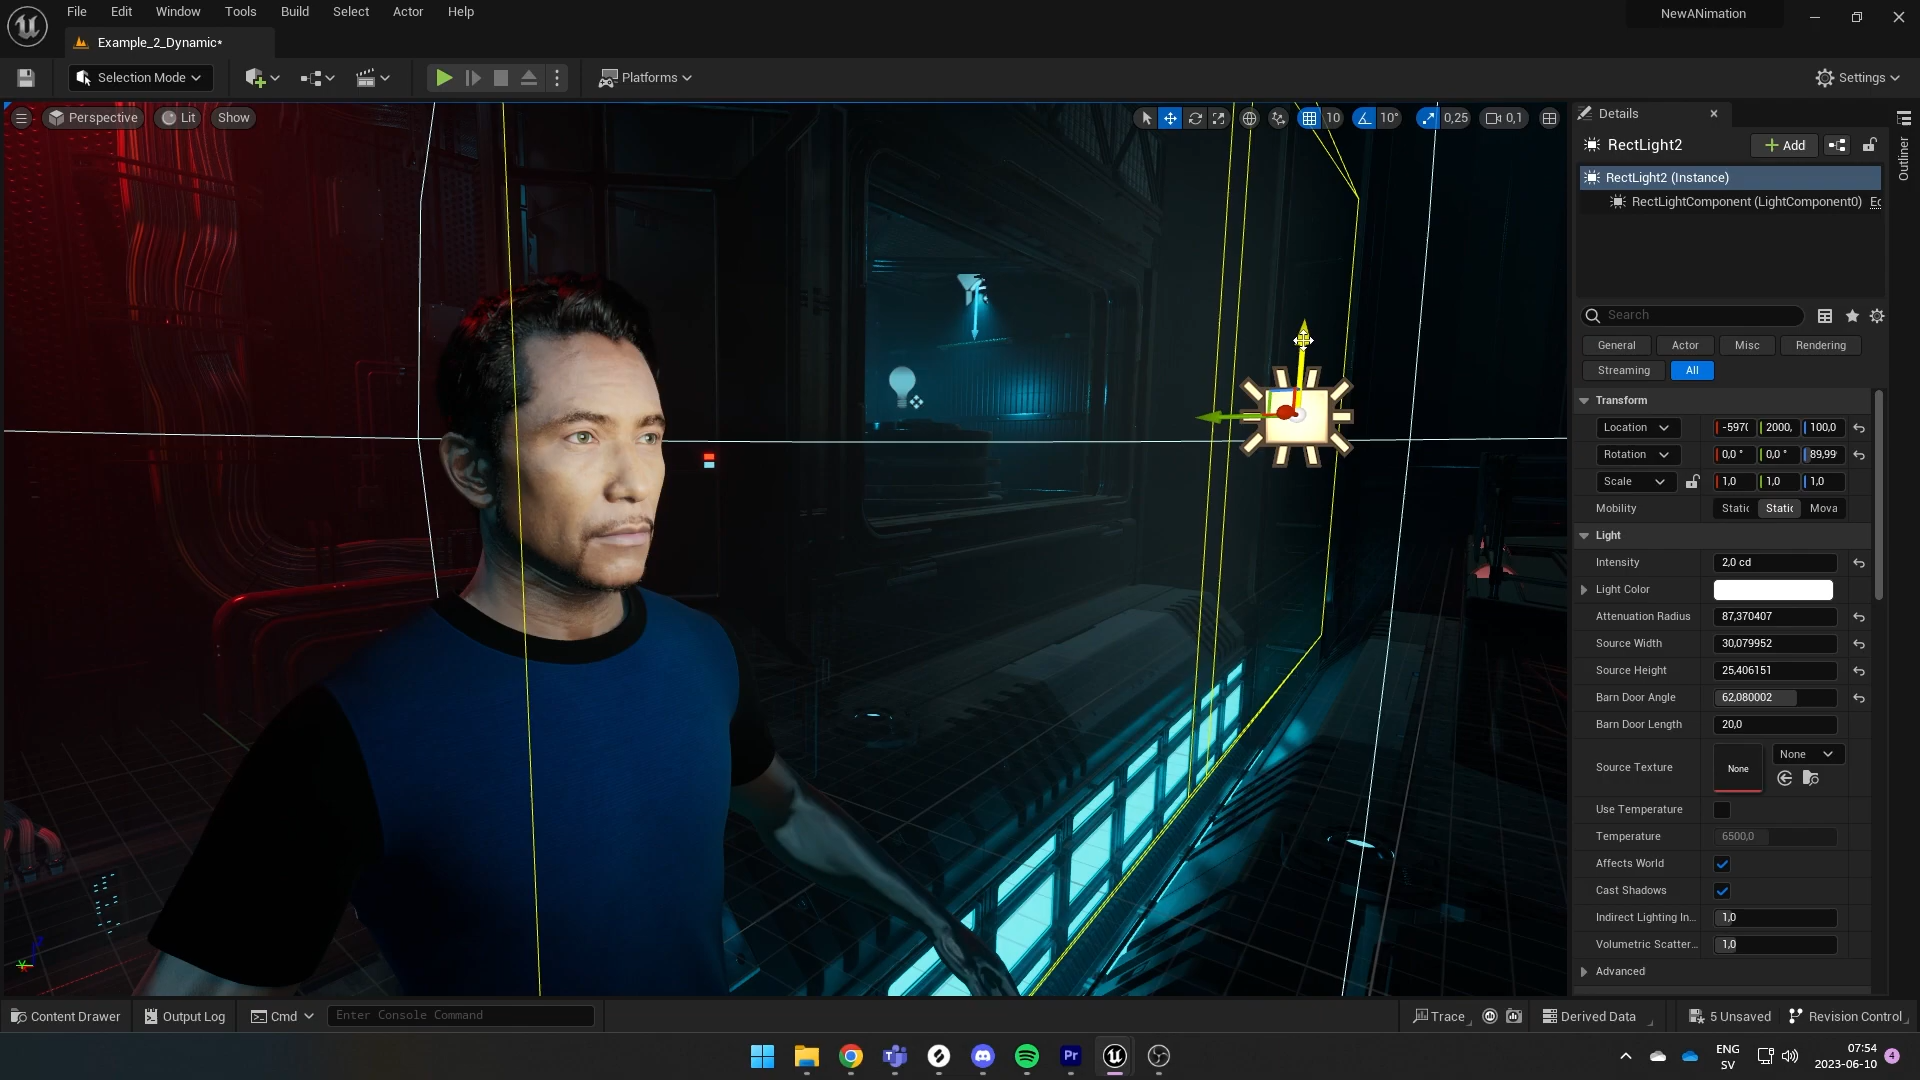 File Edit Window Tools Build Select Actor Help
NewANimation
Example_2_Dynamic*
Selection Mode
Platforms
Settings
Perspective Lit Show
10 10° 0,25 0,1
Details
Outliner
RectLight2
Add
RectLight2 (Instance)
RectLightComponent (LightComponent0)
Search
General Actor Misc Rendering
Streaming All
Transform
Location -597( 2000, 100,0
Rotation 0,0 ° 0,0 ° 89,99
Scale 1,0 1,0 1,0
Mobility Static Static Mova
Light
Intensity 2,0 cd
Light Color
Attenuation Radius 87,370407
Source Width 30,079952
Source Height 25,406151
Barn Door Angle 62,080002
Barn Door Length 20,0
Source Texture None None
Use Temperature
Temperature 6500,0
Affects World
Cast Shadows
Indirect Lighting In...
1,0
Volumetric Scatter...
1,0
Advanced
Content Drawer Output Log Cmd Enter Console Command
Trace Derived Data 5 Unsaved Revision Control
Pr
ENG
SV
07:54
2023-06-10
4